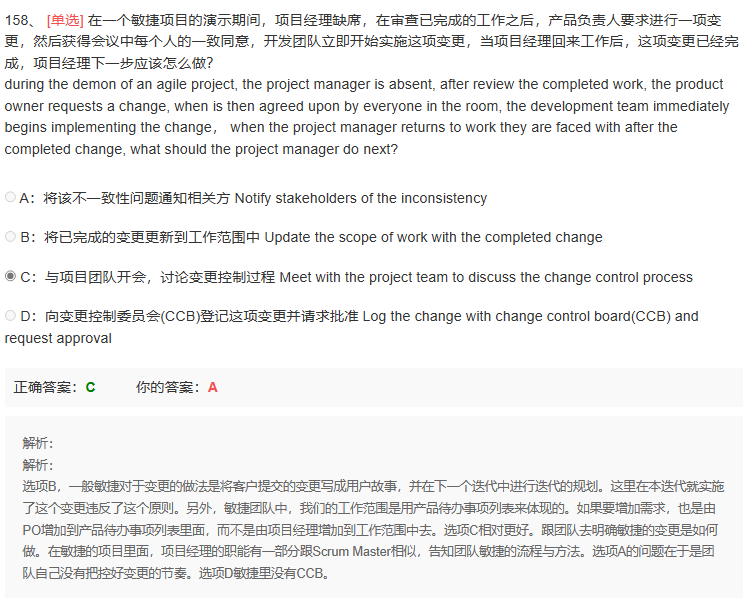 158、 [单选] 在一个敏捷项目的演示期间，项目经理缺席，在审查已完成的工作之后，产品负责人要求进行一项变
更，然后获得会议中每个人的一致同意，开发团队立即开始实施这项变更，当项目经理回来工作后，这项变更已经完
成，项目经理下一步应该怎么做？
during the demon of an agile project, the project manager is absent, after review the completed work, the product
owner requests a change, when is then agreed upon by everyone in the room, the development team immediately
begins implementing the change， when the project manager returns to work they are faced with after the
completed change, what should the project manager do next?
A：将该不一致性问题通知相关方 Notify stakeholders of the inconsistency
B：将已完成的变更更新到工作范围中 Update the scope of work with the completed change
C：与项目团队开会，讨论变更控制过程 Meet with the project team to discuss the change control process
D：向变更控制委员会(CCB)登记这项变更并请求批准 Log the change with change control board(CCB) and
request approval
正确答案：C 你的答案：A
解析：
解析：
选项B，一般敏捷对于变更的做法是将客户提交的变更写成用户故事，并在下一个迭代中进行迭代的规划。这里在本迭代就实施
了这个变更违反了这个原则。另外，敏捷团队中，我们的工作范围是用产品待办事项列表来体现的。如果要增加需求，也是由
PO增加到产品待办事项列表里面，而不是由项目经理增加到工作范围中去。选项C相对更好。跟团队去明确敏捷的变更是如何
做。在敏捷的项目里面，项目经理的职能有一部分跟Scrum Master相似，告知团队敏捷的流程与方法。选项A的问题在于是团
队自己没有把控好变更的节奏。选项D敏捷里没有CCB。